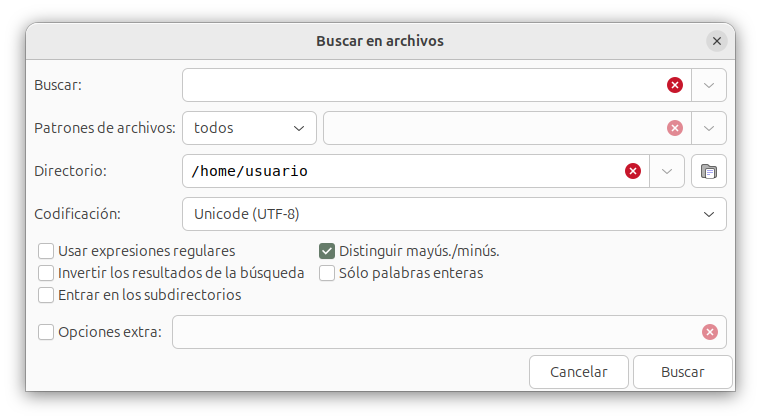 Buscar en archivos
Buscar:
Patrones de archivos: todos
Directorio: /home/usuario
Codificación: Unicode (UTF-8)
Usar expresiones regulares Distinguir mayús./minús.
Invertir los resultados de la búsqueda Sólo palabras enteras
Entrar en los subdirectorios
Opciones extra:
Cancelar Buscar